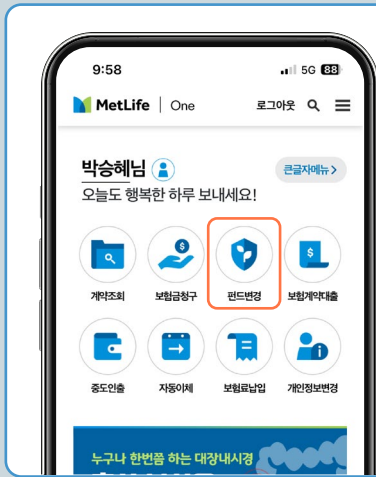 9:58 5G 88
MetLife One 로그아웃
박승혜님 큰글자메뉴
오늘도 행복한 하루 보내세요!
계약조회 보험금청구 펀드변경 보험계약대출
중도인출 자동이체 보험료납입 개인정보변경
누구나 한번쯤 하는 대장내시경